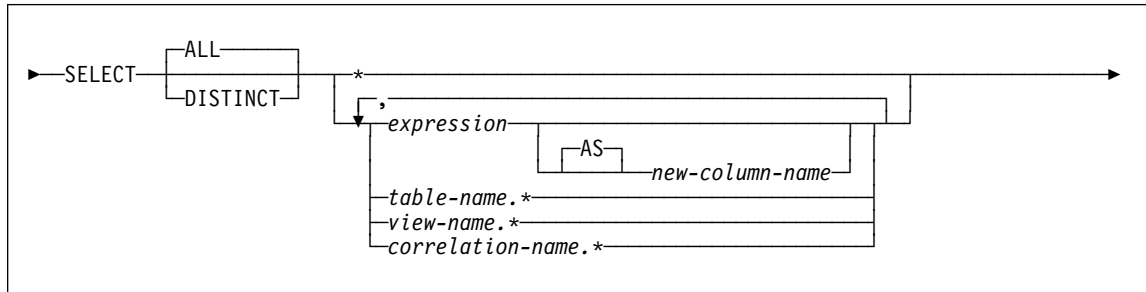 ALL
SELECT *
DISTINCT ,
expression
AS
new-column-name
table-name.*
view-name.*
correlation-name.*